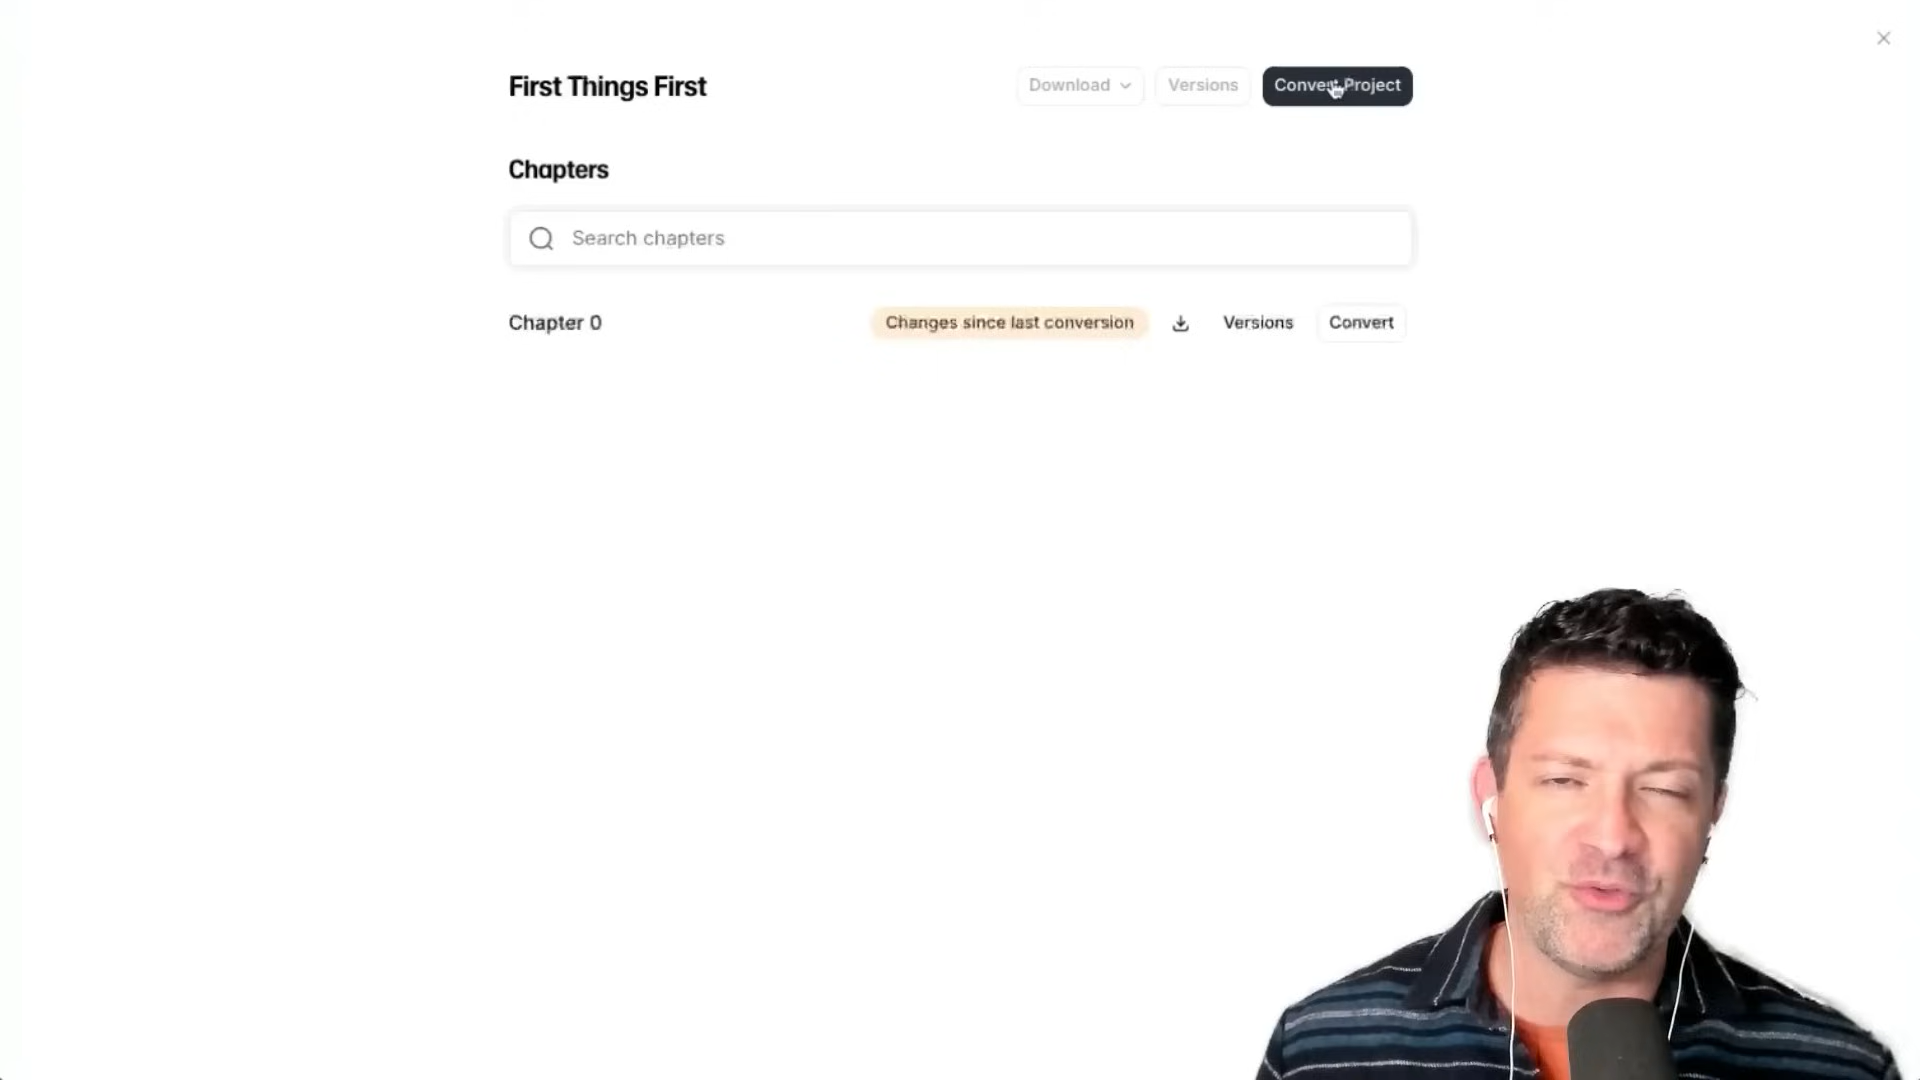 First Things First
Download
Versions
Convert Project
Chapters
Search chapters
Chapter 0
Changes since last conversion
Versions
Convert